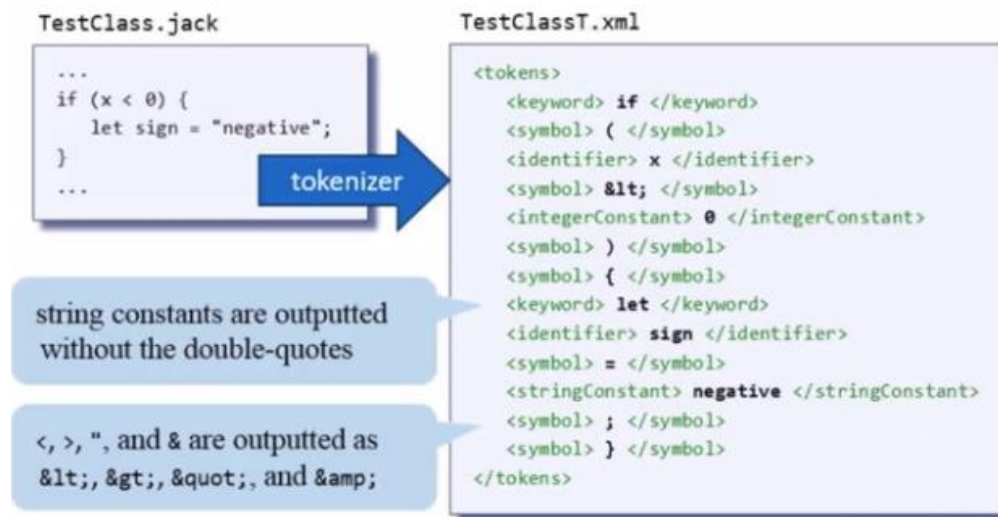 TestClass.jack
...
if (x < 0) {
let sign = "negative";
}
...
tokenizer
string constants are outputted
without the double-quotes
<, >, ", and & are outputted as
&lt;, &gt;, &quot;, and &amp;
TestClassT.xml
<tokens>
<keyword> if </keyword>
<symbol> ( </symbol>
<identifier> x </identifier>
<symbol> &lt; </symbol>
<integerConstant> 0 </integerConstant>
<symbol> ) </symbol>
<symbol> { </symbol>
<keyword> let </keyword>
<identifier> sign </identifier>
<symbol> = </symbol>
<stringConstant> negative </stringConstant>
<symbol> ; </symbol>
<symbol> } </symbol>
</tokens>